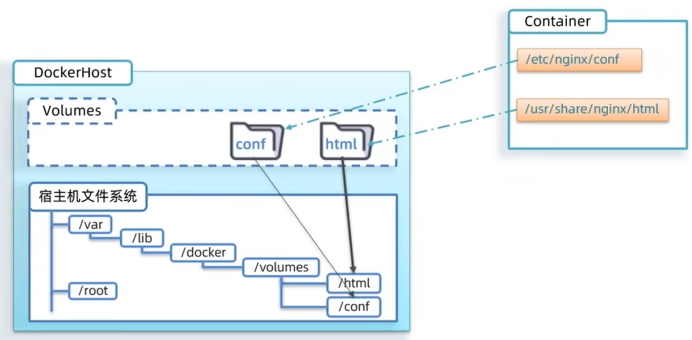 Container
/etc/nginx/conf
/usr/share/nginx/html
DockerHost
Volumes
conf
html
宿主机文件系统
/var
/lib
/docker
/volumes
/html
/root
/conf